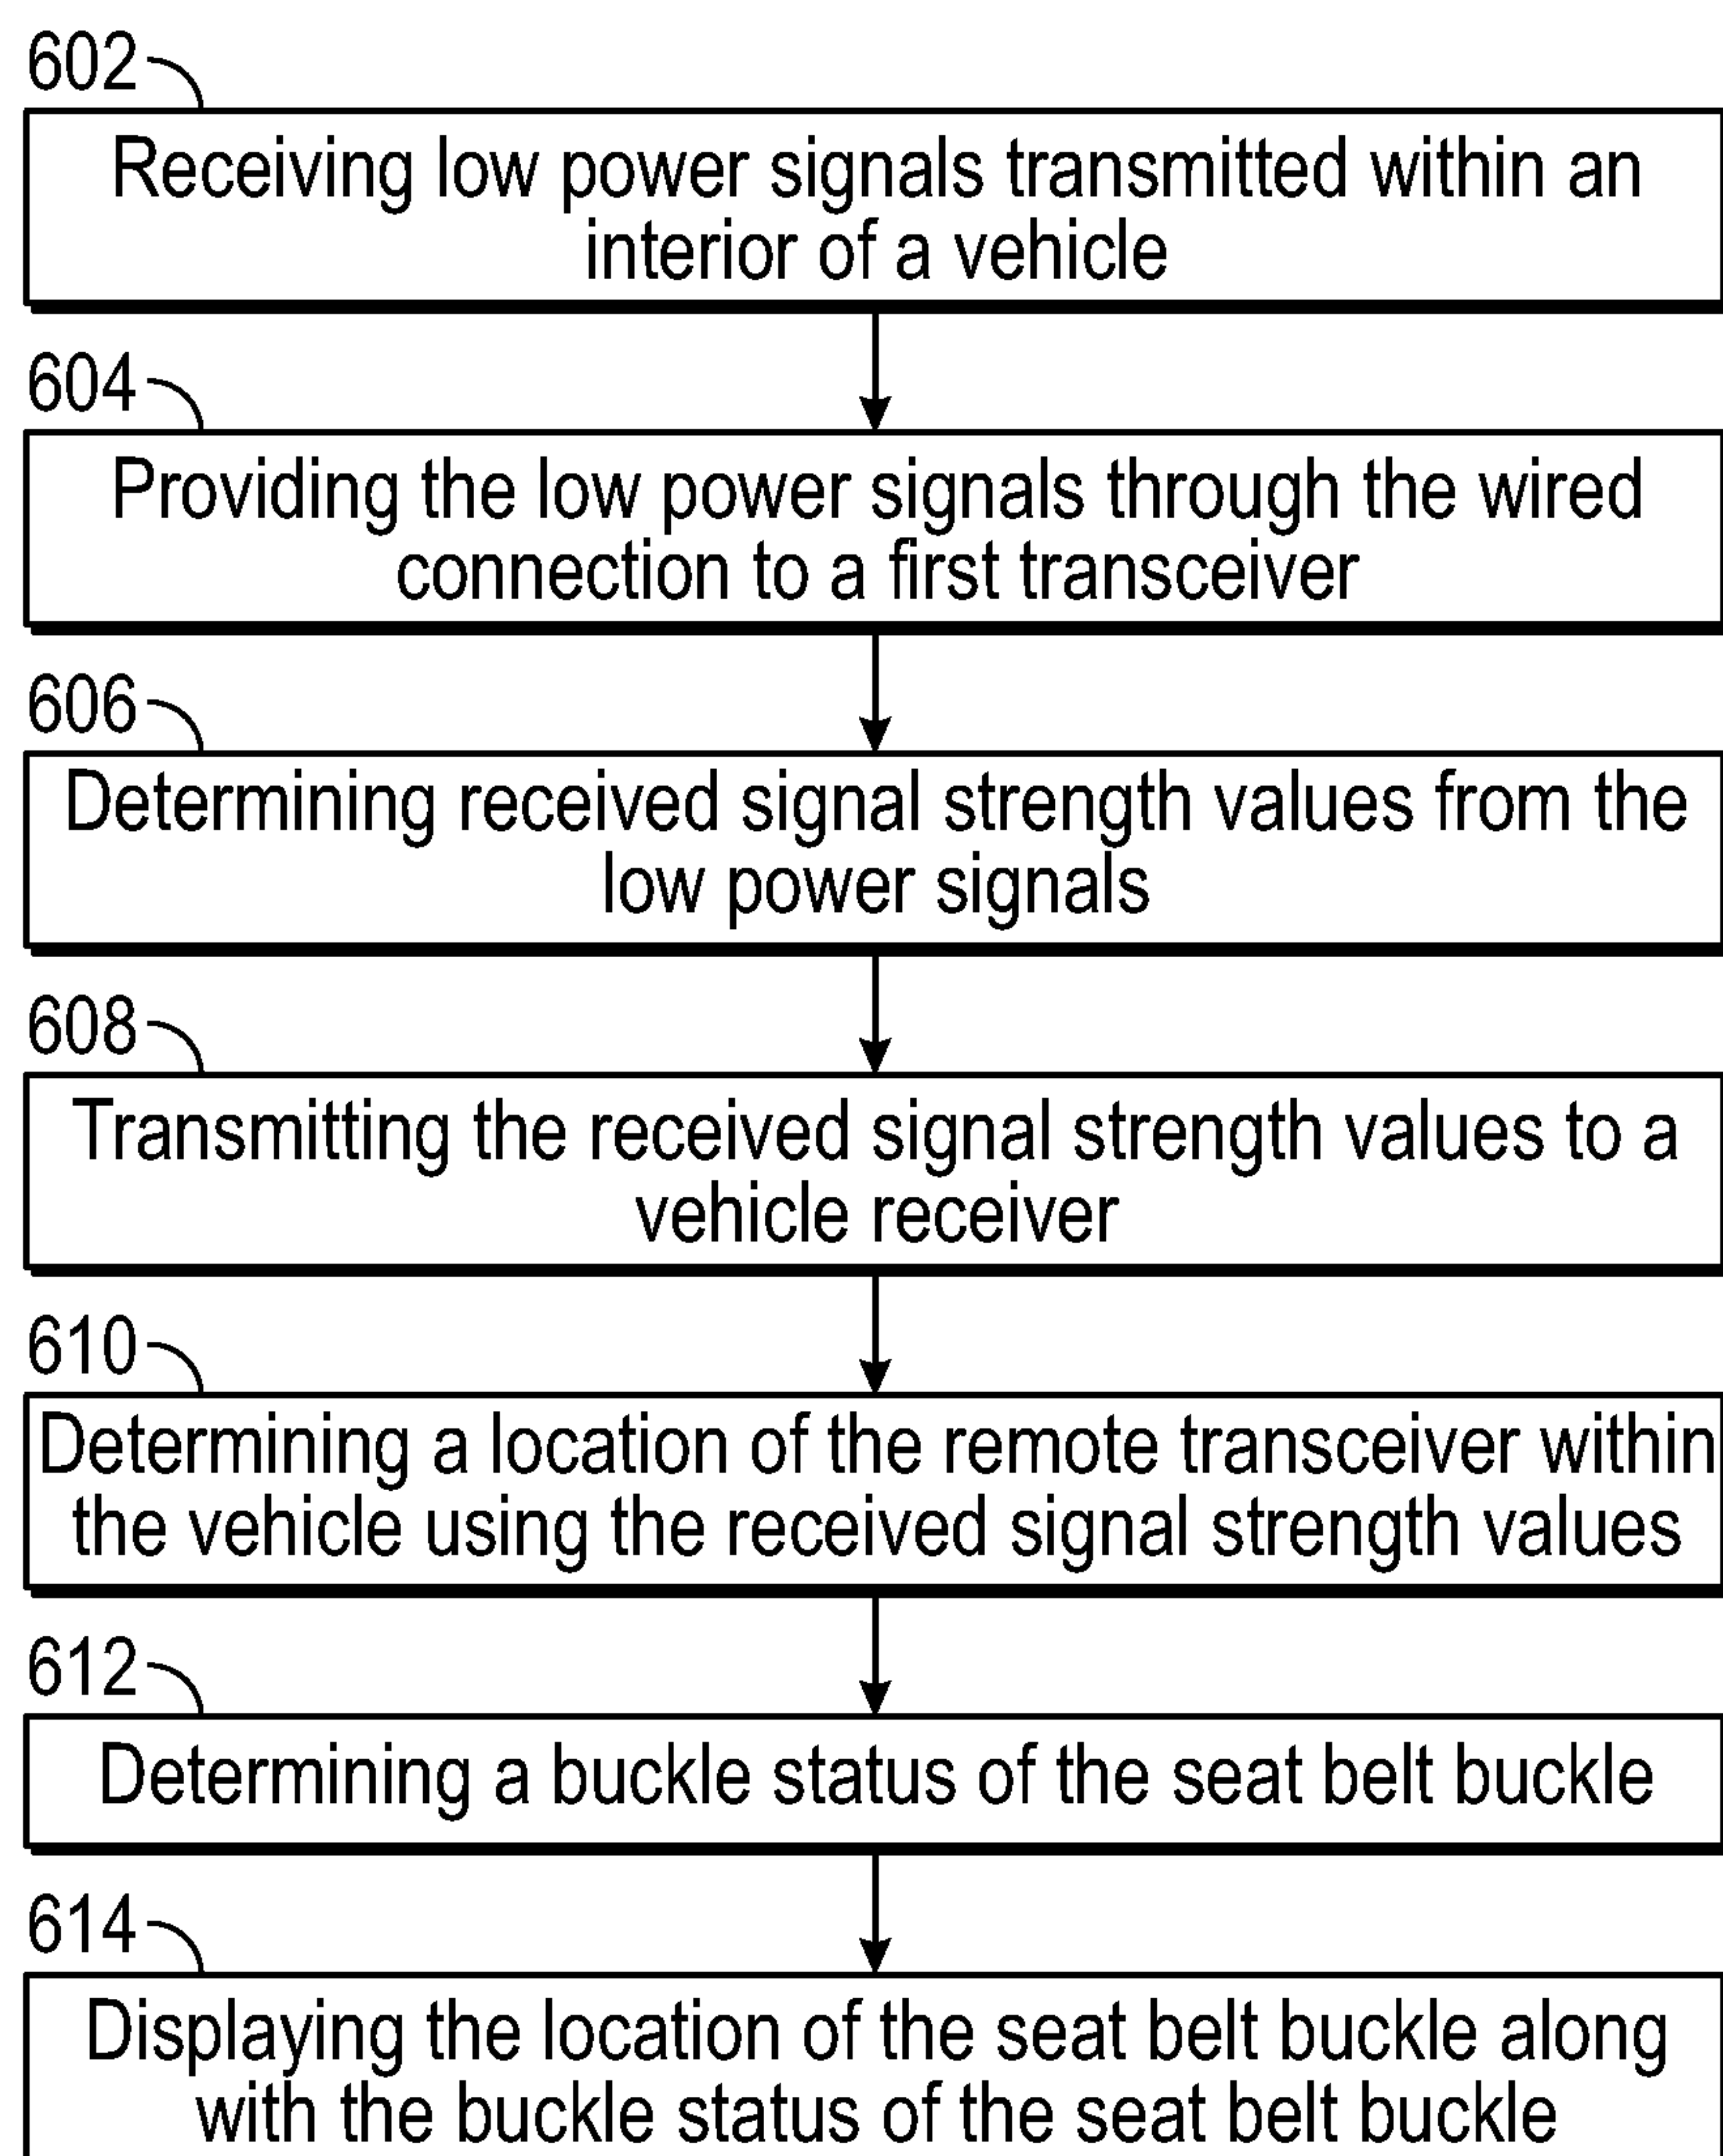 602
Receiving low power signals transmitted within an
interior of a vehicle
604
Providing the low power signals through the wired
connection to a first transceiver
606
Determining received signal strength values from the
low power signals
608
Transmitting the received signal strength values to a
vehicle receiver
610
Determining a location of the remote transceiver within
the vehicle using the received signal strength values
612
Determining a buckle status of the seat belt buckle
614
Displaying the location of the seat belt buckle along
with the buckle status of the seat belt buckle